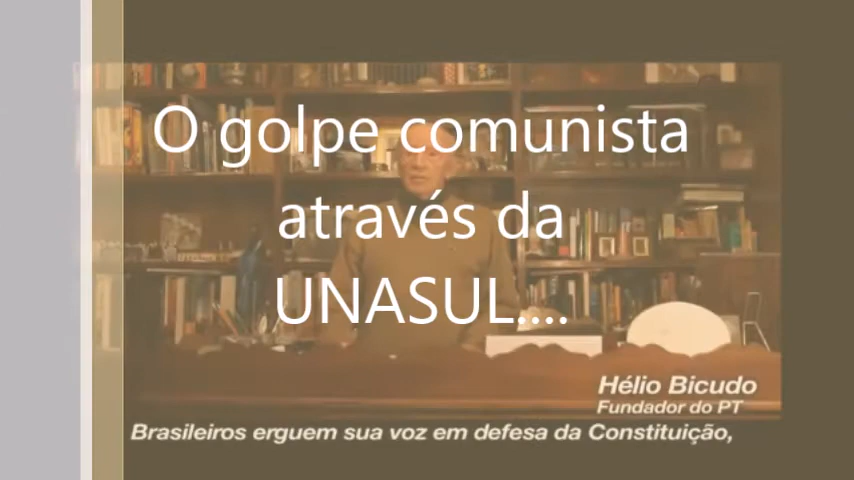 O golpe comunista
através da
UNASUL....
Hélio Bicudo
Fundador do PT
Brasileiros erguem sua voz em defesa da Constituição,